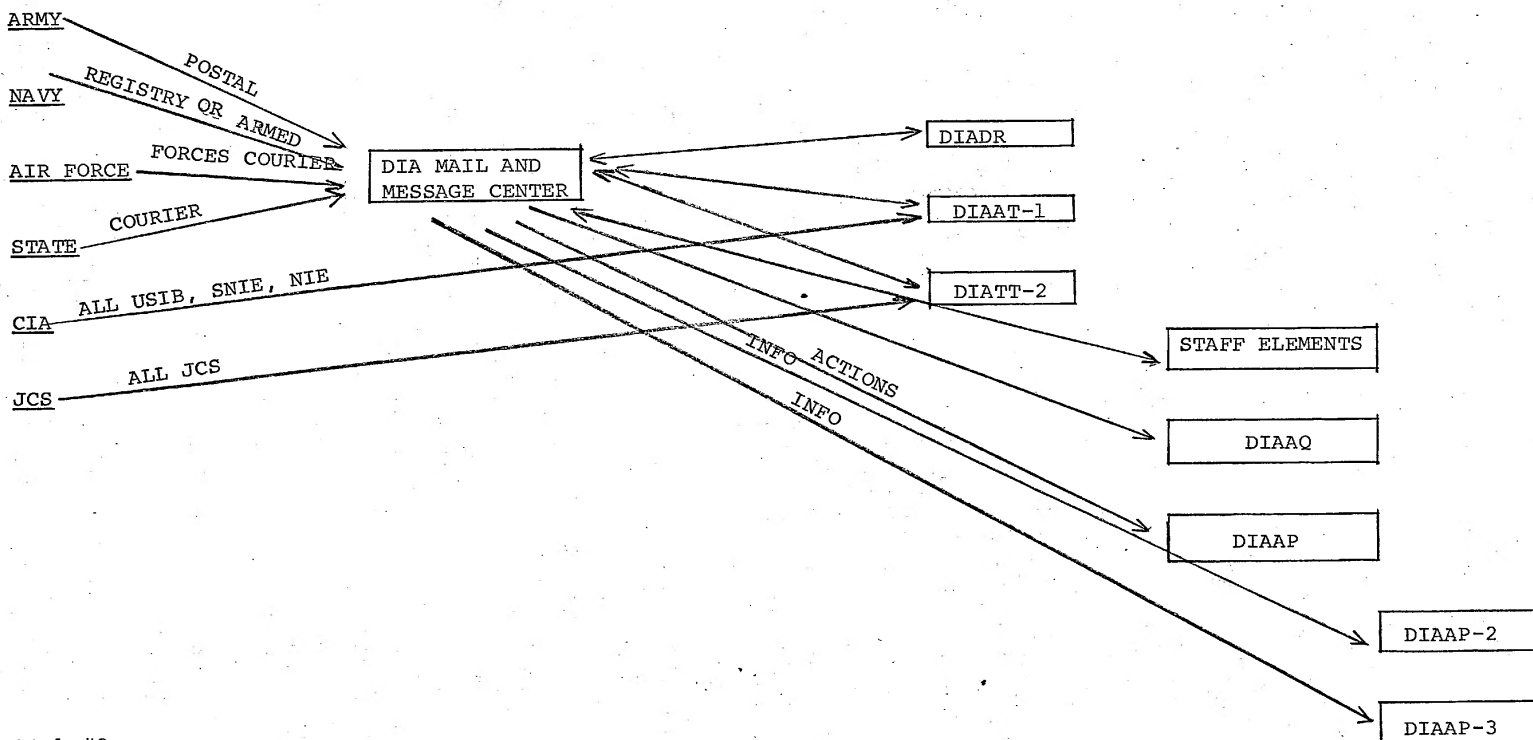 ARMY
POSTAL
NAVY
REGISTRY QR ARMED
AIR FORCE
FORCES COURIER
STATE
COURIER
CIA
ALL USIB, SNIE, NIE
JCS
ALL JCS
DIA MAIL AND
MESSAGE CENTER
DIADR
DIAAT-1
DIATT-2
STAFF ELEMENTS
INFO
ACTIONS
INFO
DIAAQ
DIAAP
DIAAP-2
DIAAP-3